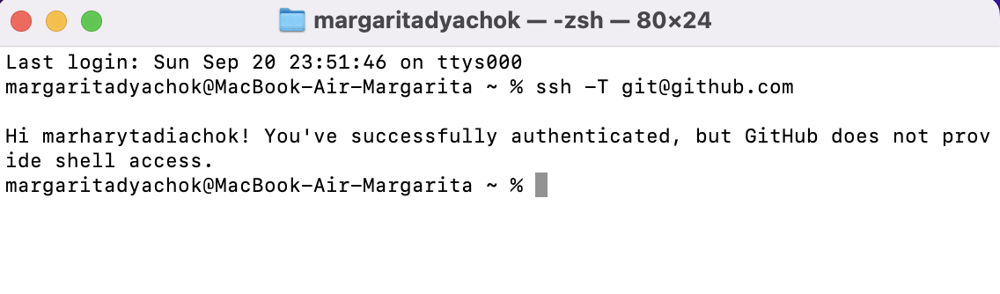 margaritadyachok — -zsh — 80×24
Last login: Sun Sep 20 23:51:46 on ttys000
margaritadyachok@MacBook-Air-Margarita ~ % ssh -T git@github.com
Hi marharytadiachok! You've successfully authenticated, but GitHub does not prov
ide shell access.
margaritadyachok@MacBook-Air-Margarita ~ %